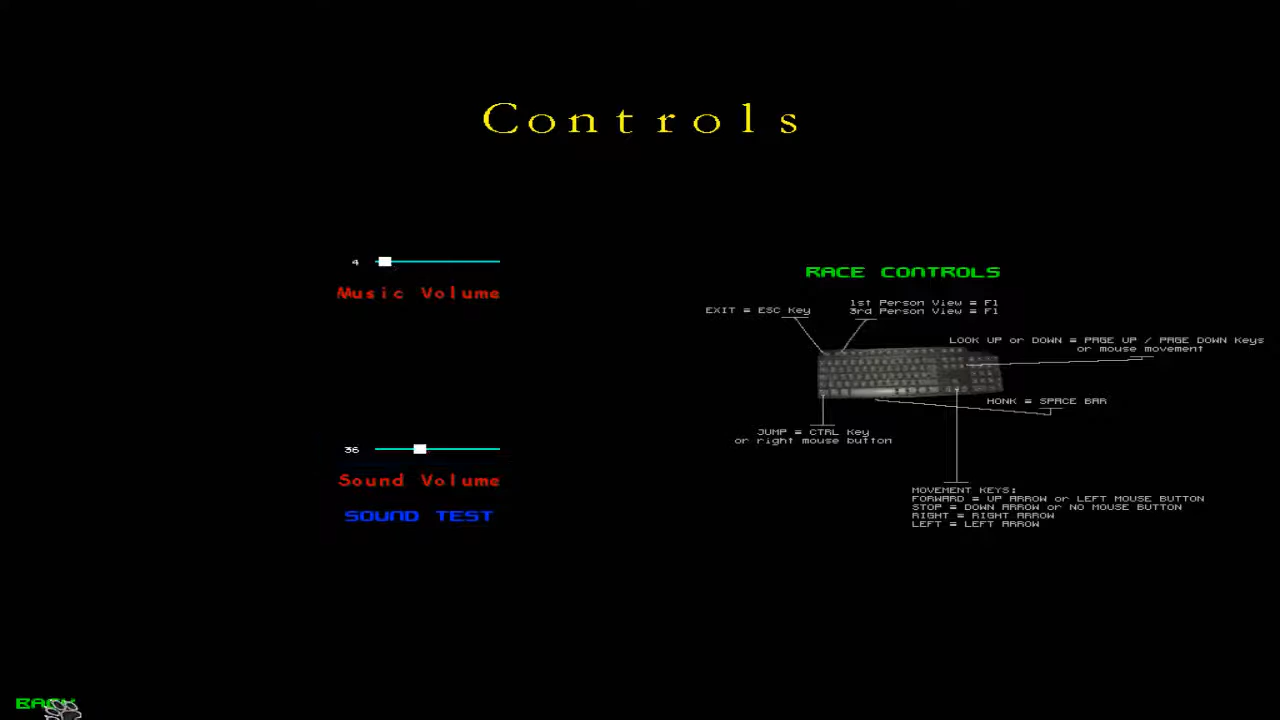 Controls
4
Music Volume
36
Sound Volume
SOUND TEST
RACE CONTROLS
EXIT = ESC Key
1st Person View = F1
3rd Person View = F1
LOOK UP or DOWN = PAGE UP / PAGE DOWN Keys
or mouse movement
HONK = SPACE BAR
JUMP = CTRL Key
or right mouse button
MOVEMENT KEYS:
FORWARD = UP ARROW or LEFT MOUSE BUTTON
STOP = DOWN ARROW or NO MOUSE BUTTON
RIGHT = RIGHT ARROW
LEFT = LEFT ARROW
BACK